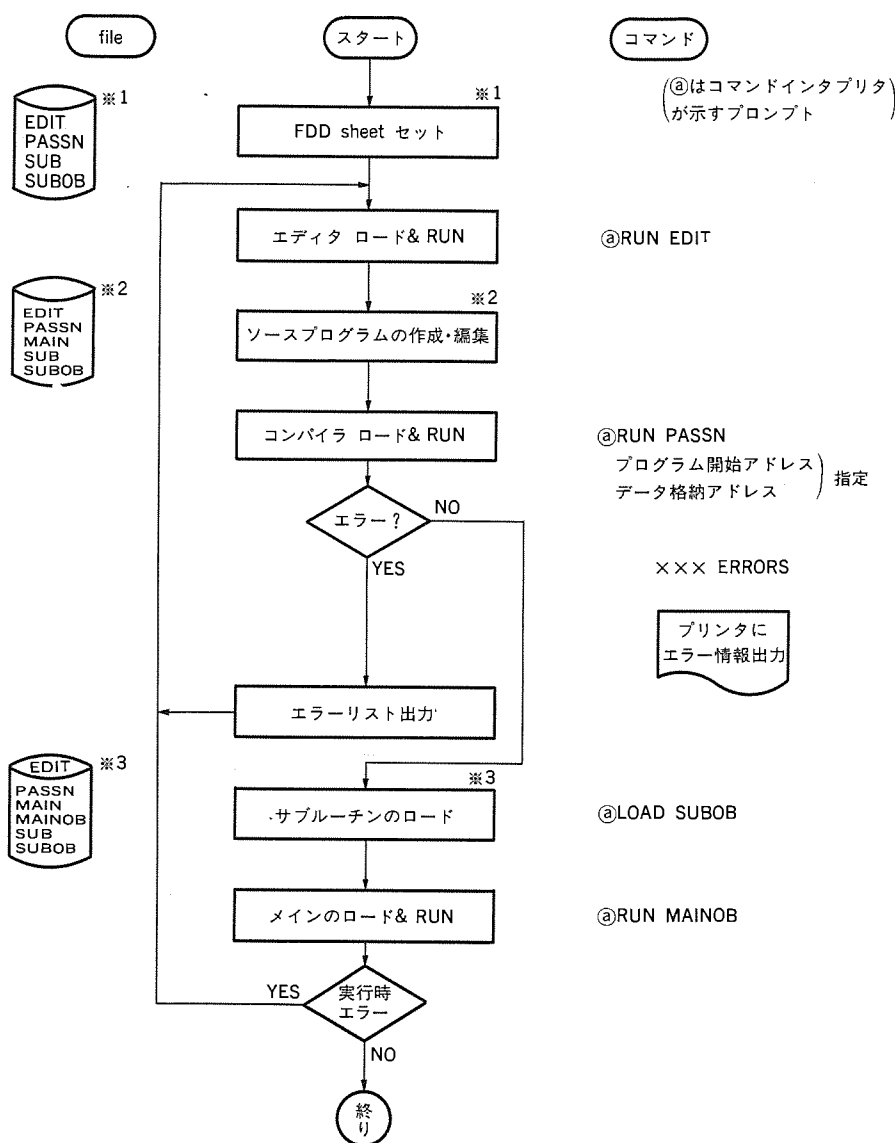 file
スタート
コマンド
※1
EDIT
PASSN
SUB
SUBOB
※1
FDD sheet セット
ⓐはコマンドインタプリタ
が示すプロンプト
エディタ ロード& RUN
ⓐRUN EDIT
※2
EDIT
PASSN
MAIN
SUB
SUBOB
※2
ソースプログラムの作成・編集
コンパイラ ロード& RUN
ⓐRUN PASSN
プログラム開始アドレス
データ格納アドレス
指定
エラー?
NO
YES
××× ERRORS
プリンタに
エラー情報出力
エラーリスト出力
※3
EDIT
PASSN
MAIN
MAINOB
SUB
SUBOB
※3
サブルーチンのロード
ⓐLOAD SUBOB
メインのロード& RUN
ⓐRUN MAINOB
実行時
エラー
YES
NO
終
り